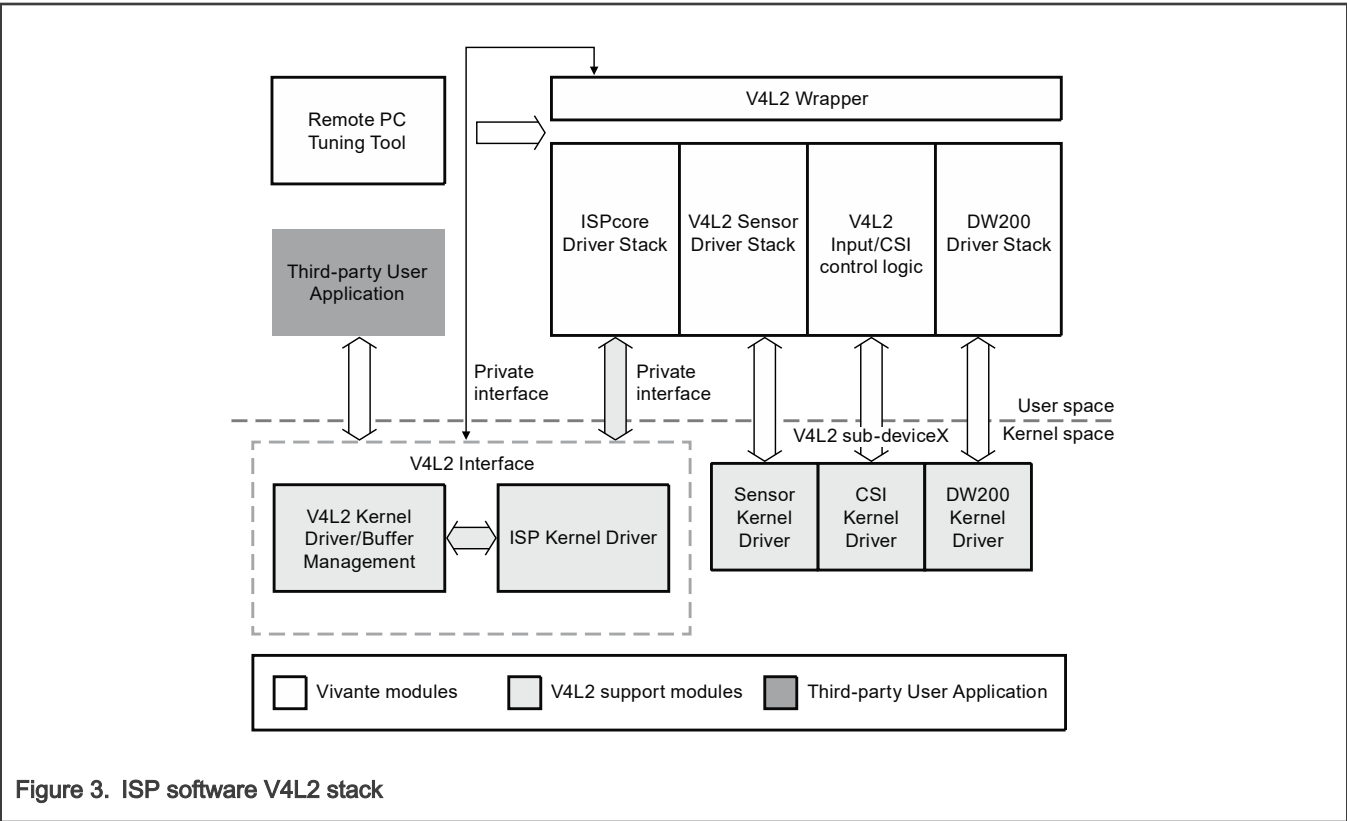 V4L2 Wrapper
Remote PC
Tuning Tool
ISPcore
Driver Stack
V4L2 Sensor
Driver Stack
V4L2
Input/CSI
control logic
DW200
Driver Stack
Third-party User
Application
Private
interface
Private
interface
User space
Kernel space
V4L2 sub-deviceX
V4L2 Interface
V4L2 Kernel
Driver/Buffer
Management
ISP Kernel Driver
Sensor
Kernel
Driver
CSI
Kernel
Driver
DW200
Kernel
Driver
Vivante modules
V4L2 support modules
Third-party User Application
Figure 3. ISP software V4L2 stack